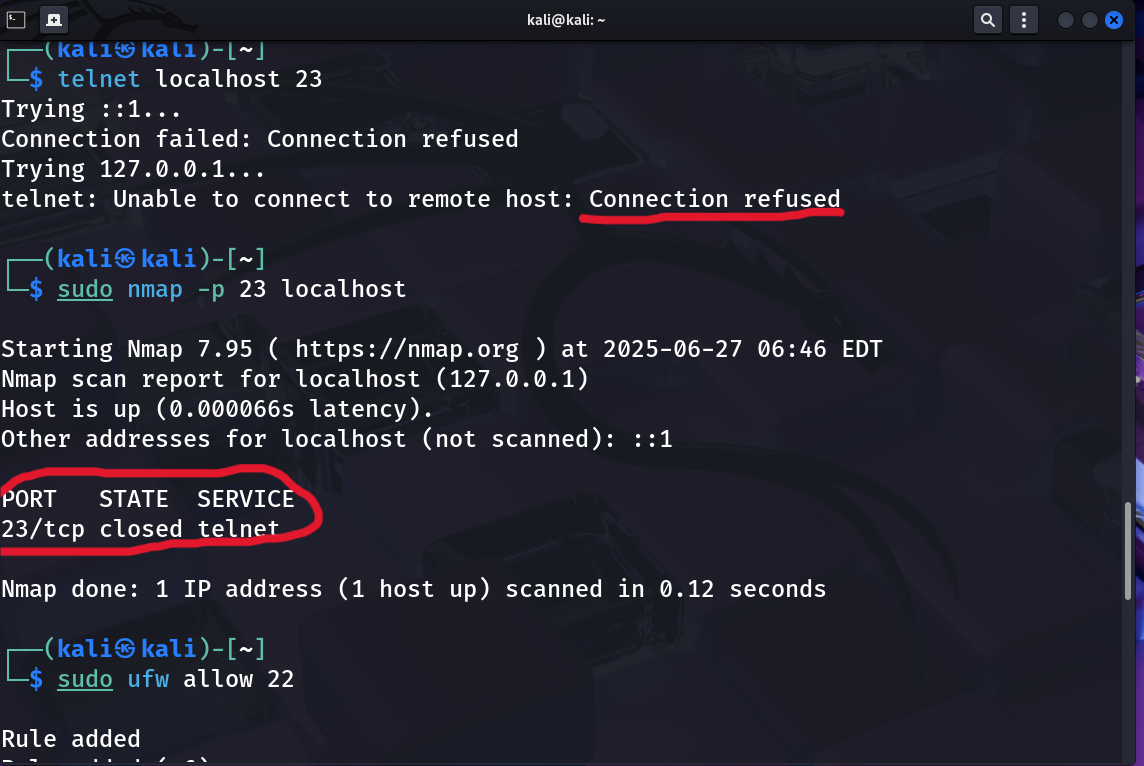 kali@kali: ~
┌──(kali㉿kali)-[~]
└─$ telnet localhost 23
Trying ::1...
Connection failed: Connection refused
Trying 127.0.0.1...
telnet: Unable to connect to remote host: Connection refused
┌──(kali㉿kali)-[~]
└─$ sudo nmap -p 23 localhost
Starting Nmap 7.95 ( https://nmap.org ) at 2025-06-27 06:46 EDT
Nmap scan report for localhost (127.0.0.1)
Host is up (0.000066s latency).
Other addresses for localhost (not scanned): ::1
PORT   STATE  SERVICE
23/tcp closed telnet
Nmap done: 1 IP address (1 host up) scanned in 0.12 seconds
┌──(kali㉿kali)-[~]
└─$ sudo ufw allow 22
Rule added